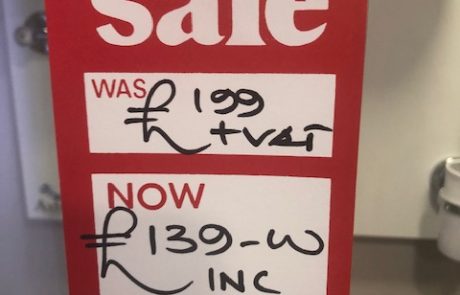 sale
WAS £199
+VAT
NOW
£139-w
INC